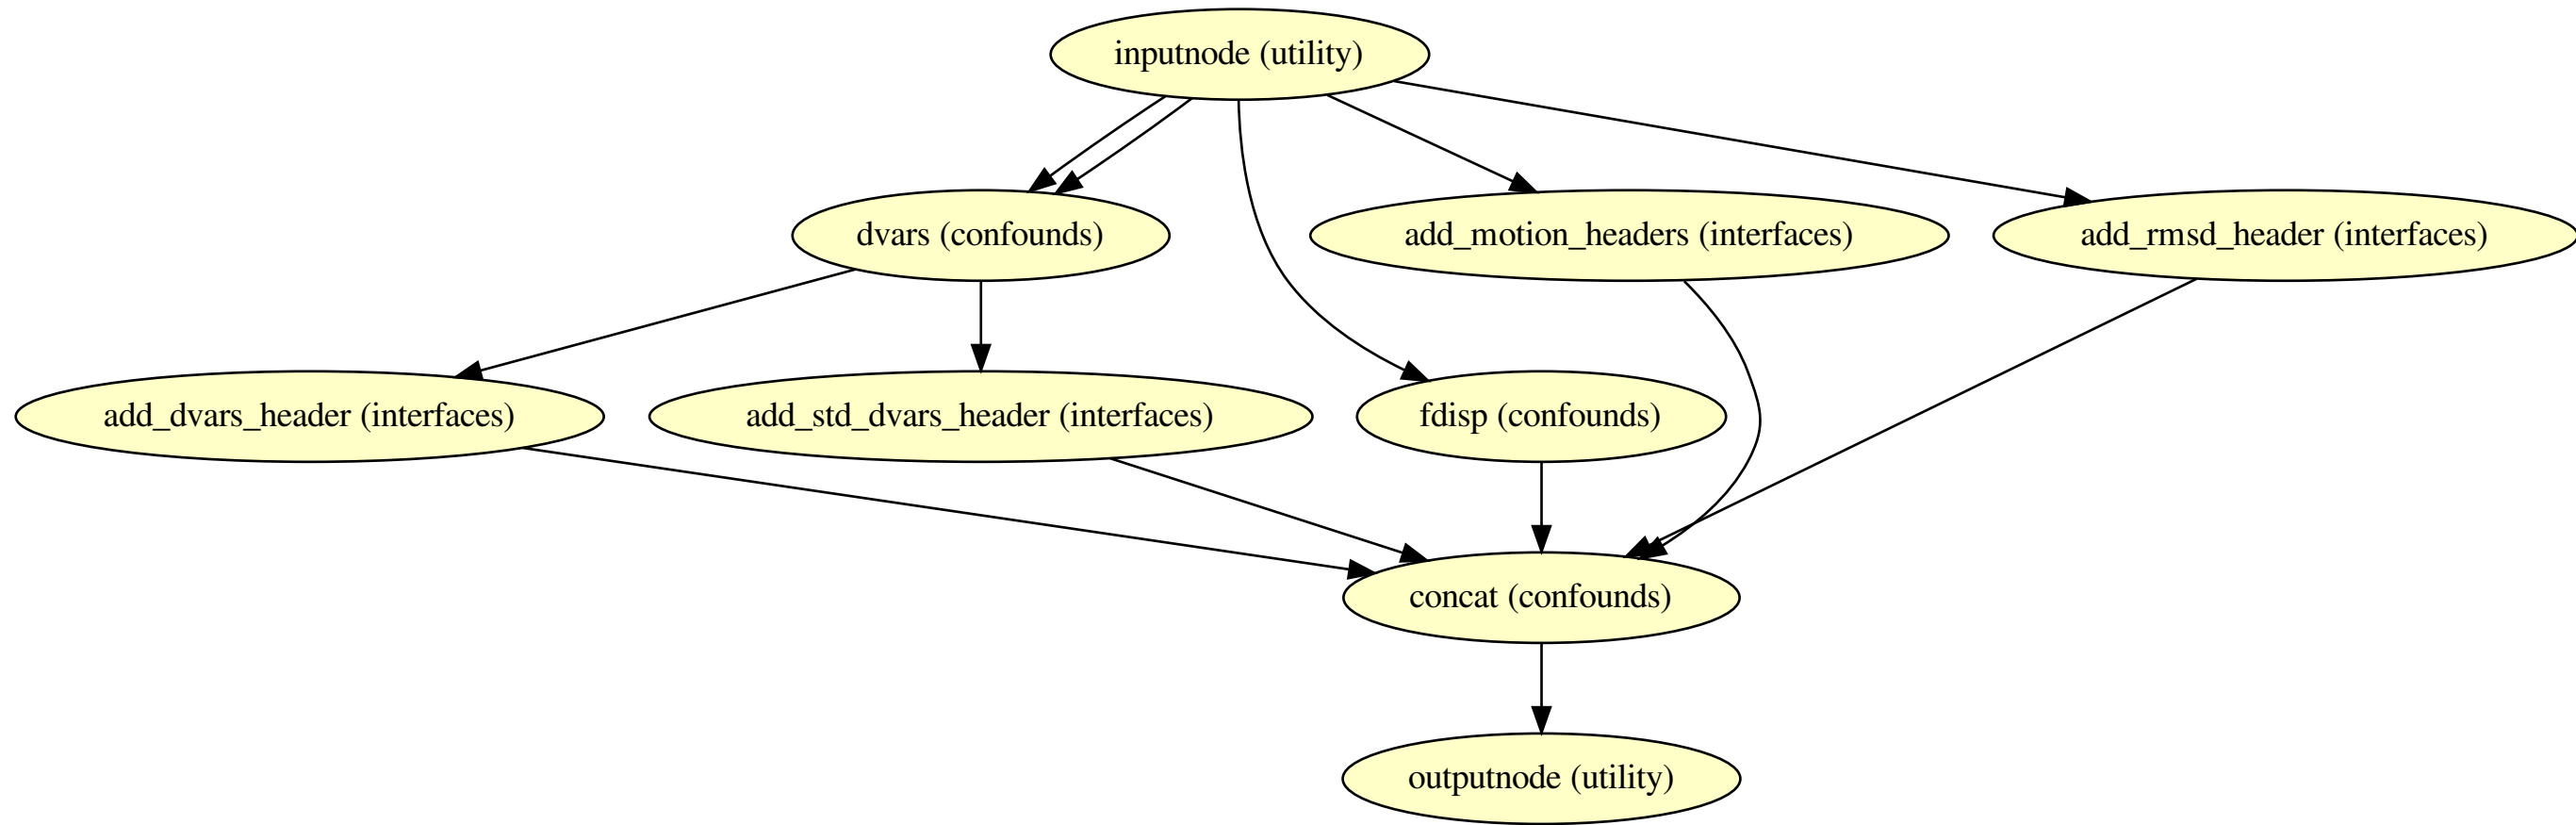 inputnode (utility)
dvars (confounds)
add_motion_headers (interfaces)
add_rmsd_header (interfaces)
add_dvars_header (interfaces)
add_std_dvars_header (interfaces)
fdisp (confounds)
concat (confounds)
outputnode (utility)